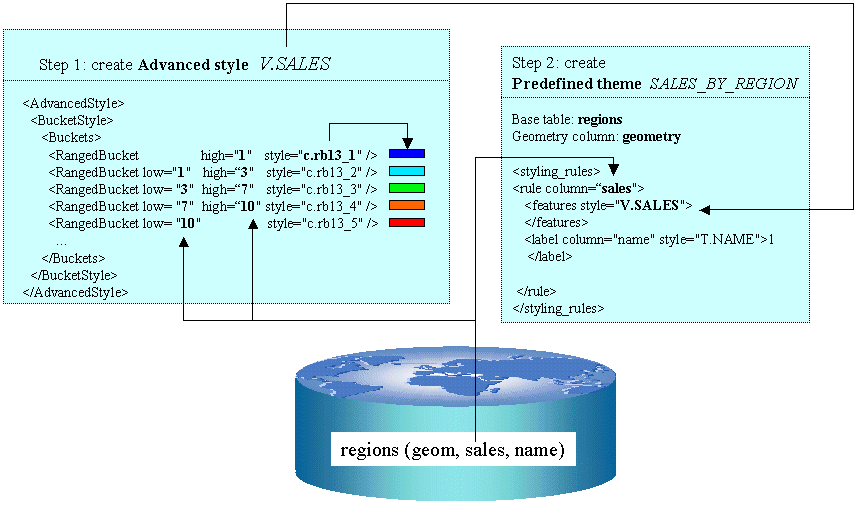 Step 1: create Advanced style V.SALES
<AdvancedStyle>
<BucketStyle>
<Buckets>
<RangedBucket high="1" style="c.rb13_1" />
<RangedBucket low="1" high="3" style="c.rb13_2" />
<RangedBucket low= "3" high="7" style="c.rb13_3" />
<RangedBucket low= "7" high="10" style="c.rb13_4" />
<RangedBucket low= "10" style="c.rb13_5" />
...
</Buckets>
</BucketStyle>
</AdvancedStyle>
Step 2: create
Predefined theme SALES_BY_REGION
Base table: regions
Geometry column: geometry
<styling_rules>
<rule column="sales">
<features style="V.SALES">
</features>
<label column="name" style="T.NAME">1
</label>
</rule>
</styling_rules>
regions (geom, sales, name)